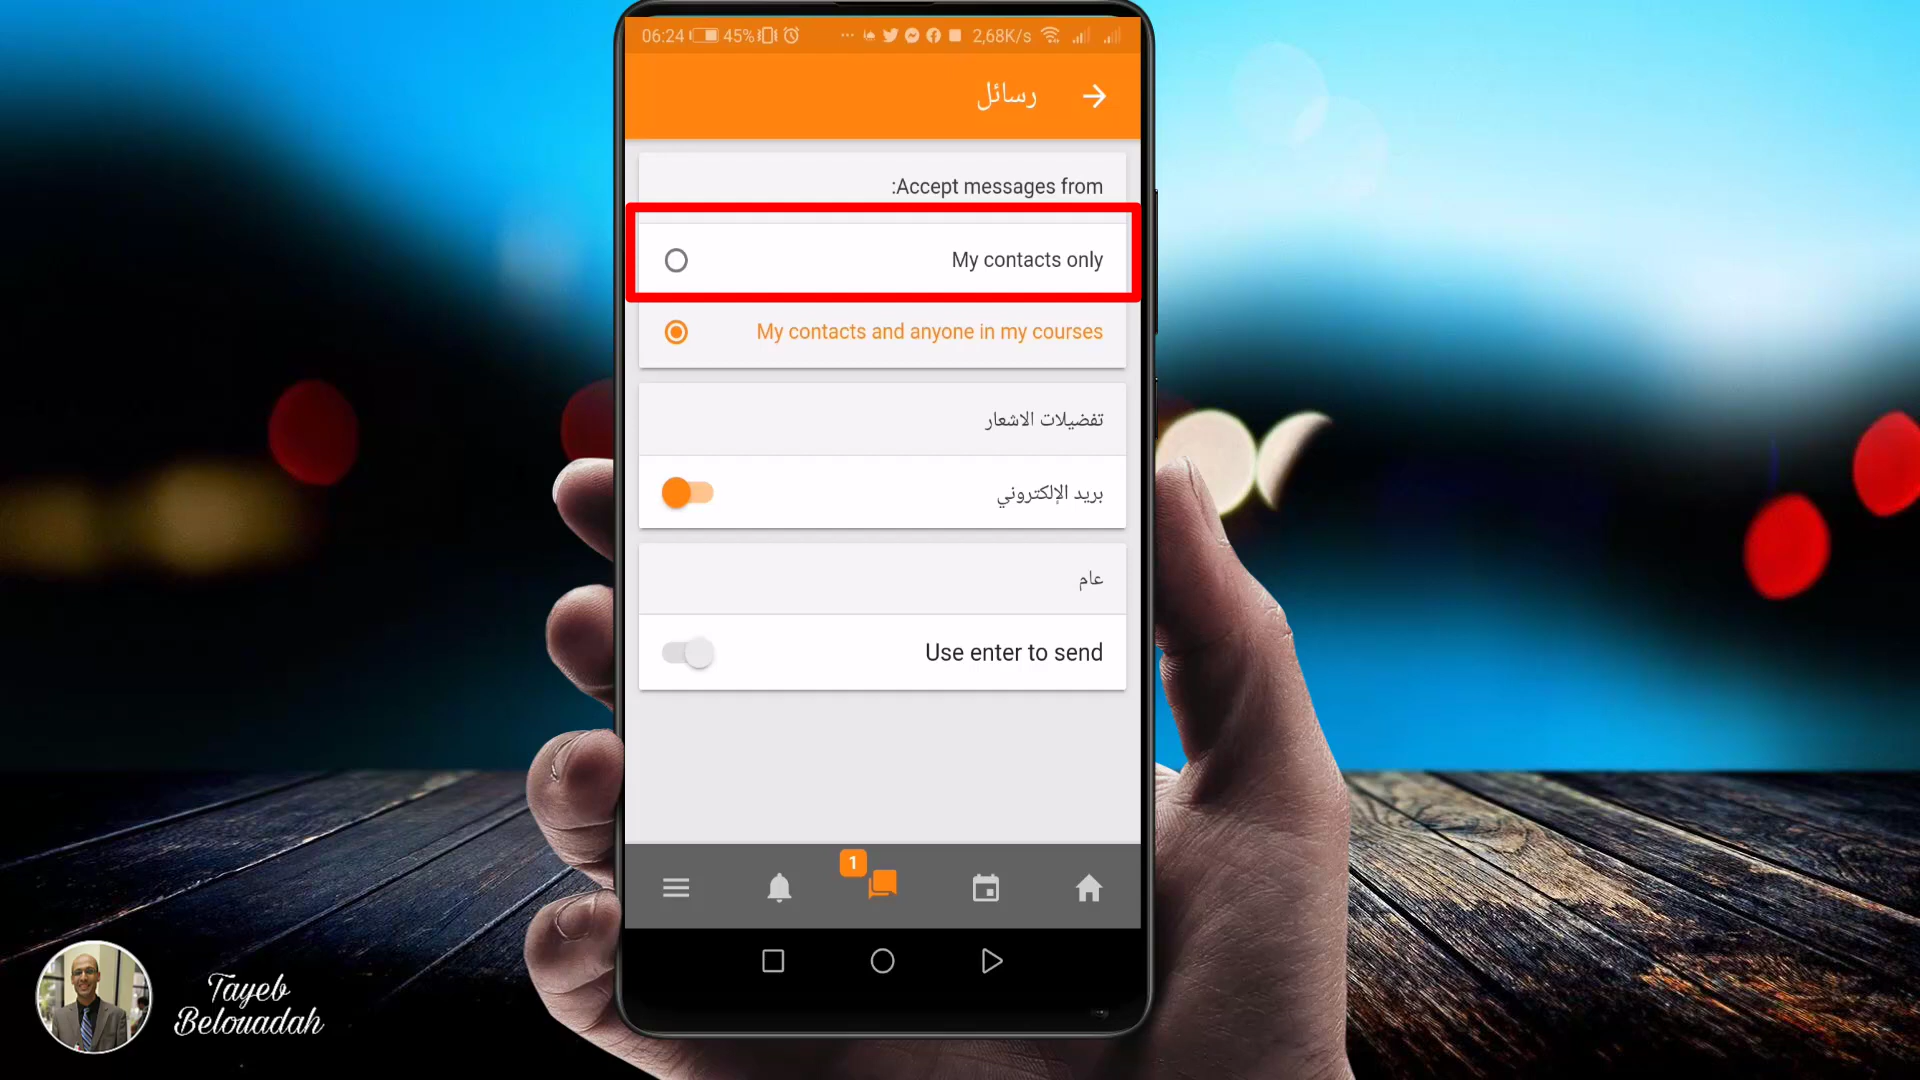 06:24 45% 2,68K/s
رسائل
Accept messages from:
My contacts only
My contacts and anyone in my courses
تفضيلات الاشعار
بريد الإلكتروني
عام
Use enter to send
1
Tayeb
Belouadah